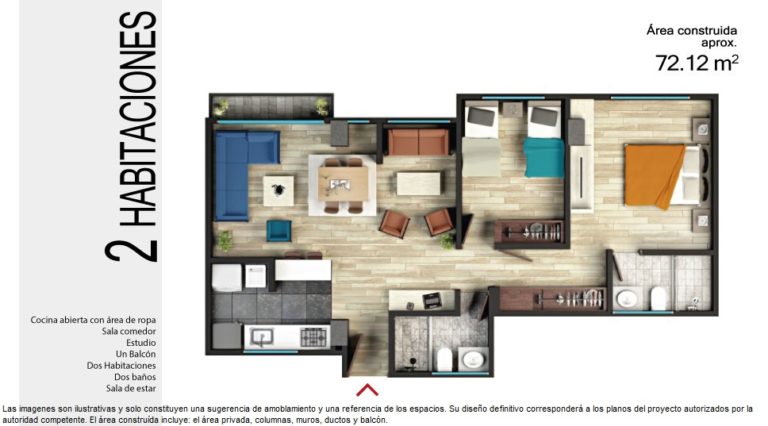 2 HABITACIONES
Área construida
aprox.
72.12 m²
Cocina abierta con área de ropa
Sala comedor
Estudio
Un Balcón
Dos Habitaciones
Dos baños
Sala de estar
Las imagenes son ilustrativas y solo constituyen una sugerencia de amoblamiento y una referencia de los espacios. Su diseño definitivo corresponderá a los planos del proyecto autorizados por la
autoridad competente. El área construída incluye: el área privada, columnas, muros, ductos y balcón.